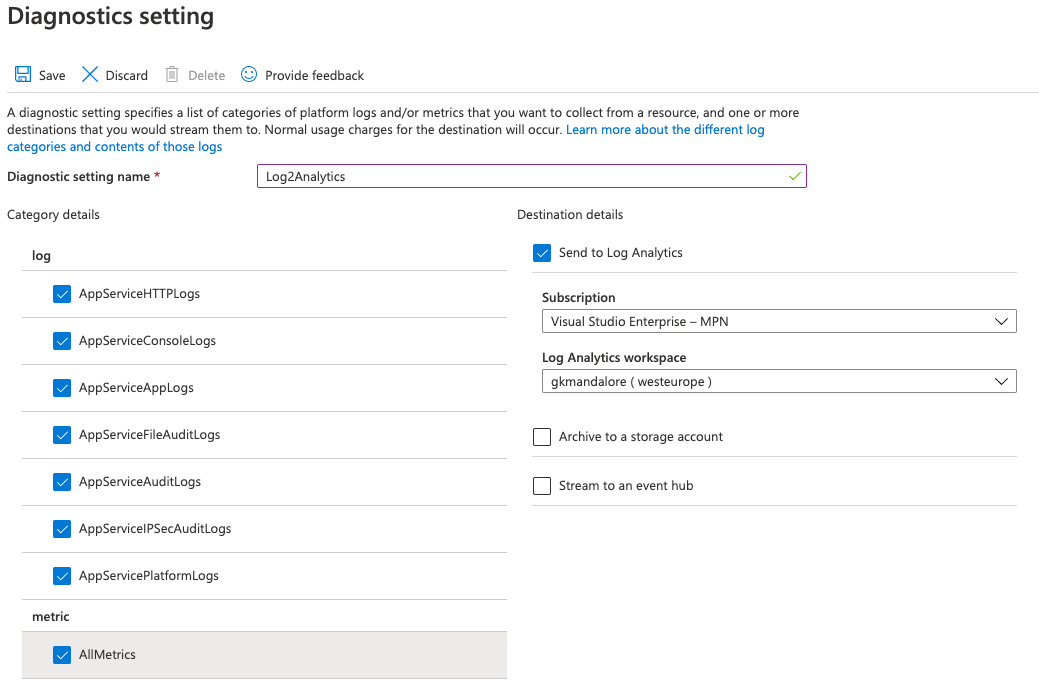 Diagnostics setting
Save Discard Delete Provide feedback
A diagnostic setting specifies a list of categories of platform logs and/or metrics that you want to collect from a resource, and one or more
destinations that you would stream them to. Normal usage charges for the destination will occur. Learn more about the different log
categories and contents of those logs
Diagnostic setting name *
Log2Analytics
Category details
log
AppServiceHTTPLogs
AppServiceConsoleLogs
AppServiceAppLogs
AppServiceFileAuditLogs
AppServiceAuditLogs
AppServiceIPSecAuditLogs
AppServicePlatformLogs
metric
AllMetrics
Destination details
Send to Log Analytics
Subscription
Visual Studio Enterprise – MPN
Log Analytics workspace
gkmandalore ( westeurope )
Archive to a storage account
Stream to an event hub